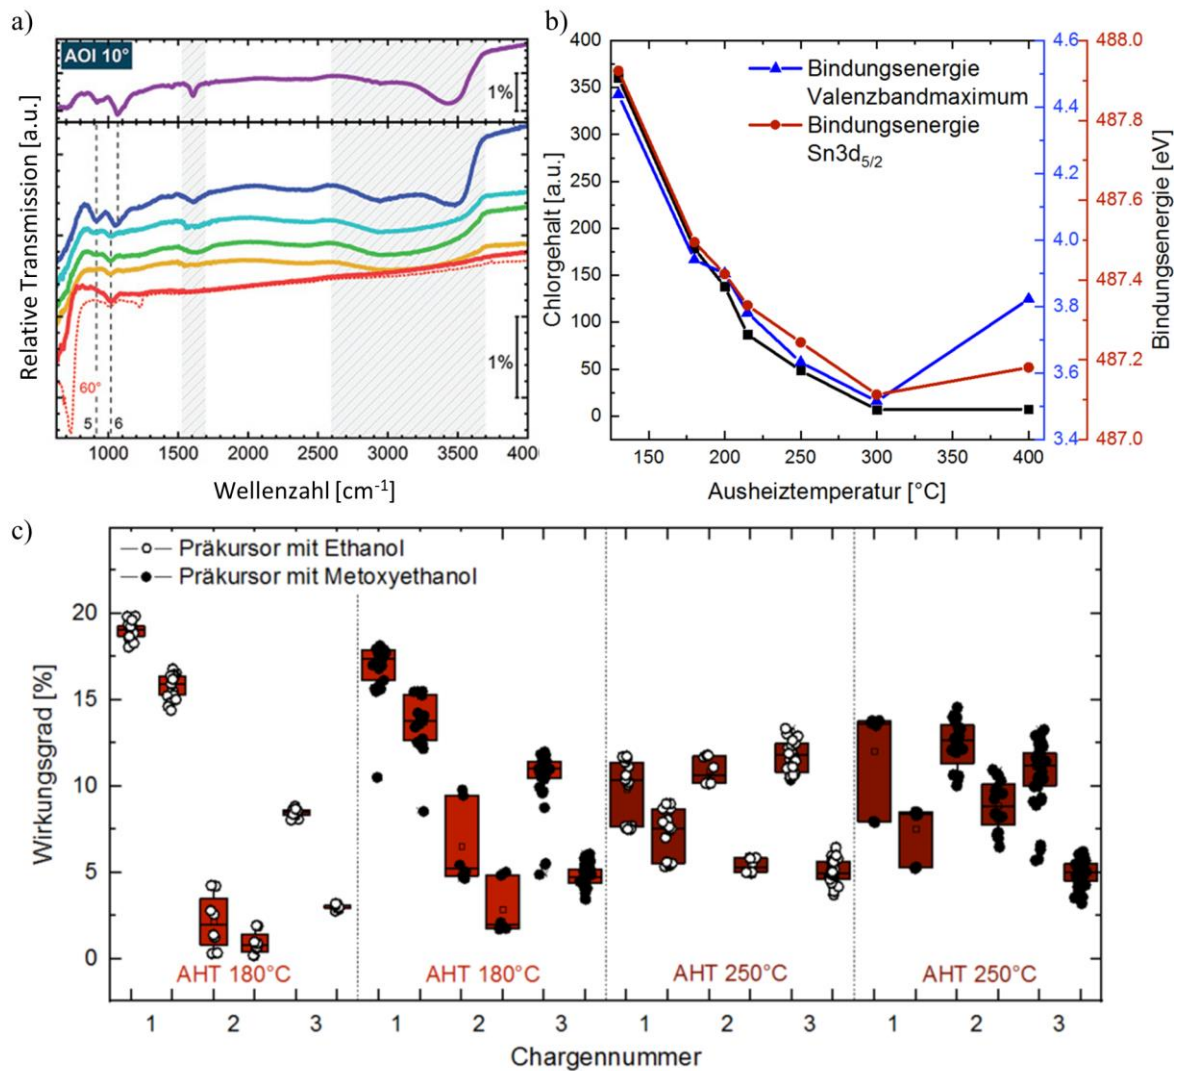 a)
AOI 10°
1%
1%
60°
5
6
Relative Transmission [a.u.]
1000 1500 2000 2500 3000 3500 400
Wellenzahl [cm-1]
b)
400
350
300
250
200
150
100
50
0
Chlorgehalt [a.u.]
Bindungsenergie
Valenzbandmaximum
Bindungsenergie
Sn3d5/2
4.6
4.4
4.2
4.0
3.8
3.6
3.4
488.0
487.8
487.6
487.4
487.2
487.0
Bindungsenergie [eV]
150 200 250 300 350 400
Ausheiztemperatur [°C]
c)
Präkursor mit Ethanol
Präkursor mit Metoxyethanol
20
15
10
5
0
Wirkungsgrad [%]
AHT 180°C AHT 180°C AHT 250°C AHT 250°C
1 2 3 1 2 3 1 2 3 1 2 3
Chargennummer